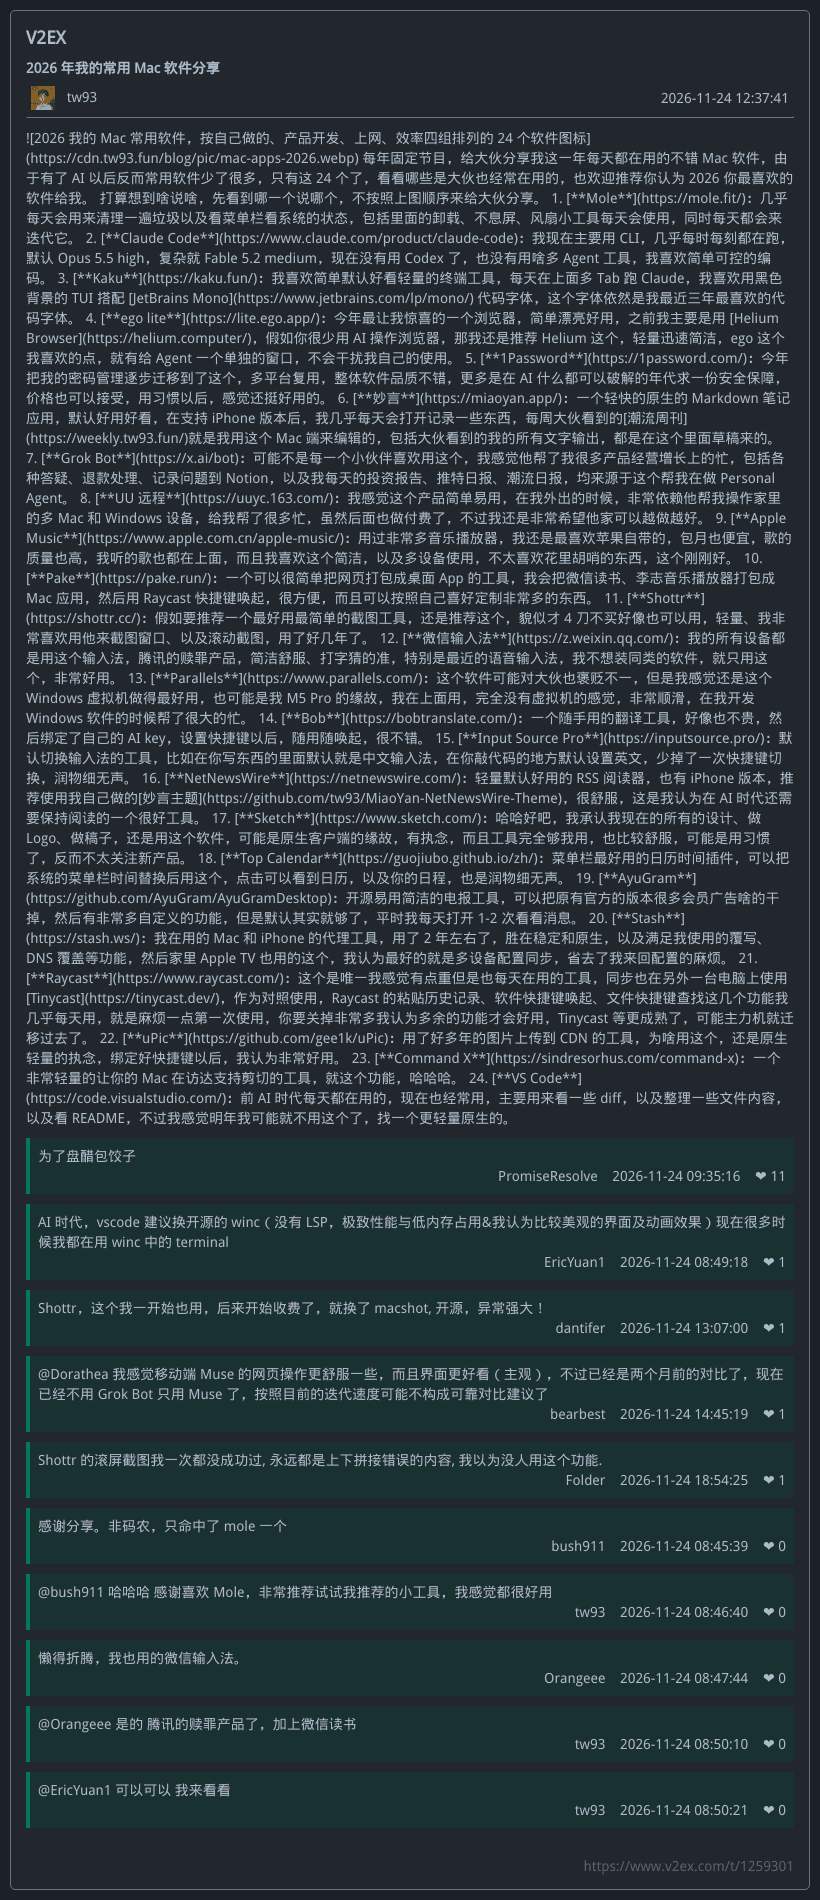 V2EX
2026 年我的常用 Mac 软件分享
tw93
2026-11-24 12:37:41
![2026 我的 Mac 常用软件，按自己做的、产品开发、上网、效率四组排列的 24 个软件图标]
(https://cdn.tw93.fun/blog/pic/mac-apps-2026.webp) 每年固定节目，给大伙分享我这一年每天都在用的不错 Mac 软件，由
于有了 AI 以后反而常用软件少了很多，只有这 24 个了，看看哪些是大伙也经常在用的，也欢迎推荐你认为 2026 你最喜欢的
软件给我。 打算想到啥说啥，先看到哪一个说哪个，不按照上图顺序来给大伙分享。 1. [**Mole**](https://mole.fit/)：几乎
每天会用来清理一遍垃圾以及看菜单栏看系统的状态，包括里面的卸载、不息屏、风扇小工具每天会使用，同时每天都会来
迭代它。 2. [**Claude Code**](https://www.claude.com/product/claude-code)：我现在主要用 CLI，几乎每时每刻都在跑，
默认 Opus 5.5 high，复杂就 Fable 5.2 medium，现在没有用 Codex 了，也没有用啥多 Agent 工具，我喜欢简单可控的编
码。 3. [**Kaku**](https://kaku.fun/)：我喜欢简单默认好看轻量的终端工具，每天在上面多 Tab 跑 Claude，我喜欢用黑色
背景的 TUI 搭配 [JetBrains Mono](https://www.jetbrains.com/lp/mono/) 代码字体，这个字体依然是我最近三年最喜欢的代
码字体。 4. [**ego lite**](https://lite.ego.app/)：今年最让我惊喜的一个浏览器，简单漂亮好用，之前我主要是用 [Helium
Browser](https://helium.computer/)，假如你很少用 AI 操作浏览器，那我还是推荐 Helium 这个，轻量迅速简洁，ego 这个
我喜欢的点，就有给 Agent 一个单独的窗口，不会干扰我自己的使用。 5. [**1Password**](https://1password.com/)：今年
把我的密码管理逐步迁移到了这个，多平台复用，整体软件品质不错，更多是在 AI 什么都可以破解的年代求一份安全保障，
价格也可以接受，用习惯以后，感觉还挺好用的。 6. [**妙言**](https://miaoyan.app/)：一个轻快的原生的 Markdown 笔记
应用，默认好用好看，在支持 iPhone 版本后，我几乎每天会打开记录一些东西，每周大伙看到的[潮流周刊]
(https://weekly.tw93.fun/)就是我用这个 Mac 端来编辑的，包括大伙看到的我的所有文字输出，都是在这个里面草稿来的。
7. [**Grok Bot**](https://x.ai/bot)：可能不是每一个小伙伴喜欢用这个，我感觉他帮了我很多产品经营增长上的忙，包括各
种答疑、退款处理、记录问题到 Notion，以及我每天的投资报告、推特日报、潮流日报，均来源于这个帮我在做 Personal
Agent。 8. [**UU 远程**](https://uuyc.163.com/)：我感觉这个产品简单易用，在我外出的时候，非常依赖他帮我操作家里
的多 Mac 和 Windows 设备，给我帮了很多忙，虽然后面也做付费了，不过我还是非常希望他家可以越做越好。 9. [**Apple
Music**](https://www.apple.com.cn/apple-music/)：用过非常多音乐播放器，我还是最喜欢苹果自带的，包月也便宜，歌的
质量也高，我听的歌也都在上面，而且我喜欢这个简洁，以及多设备使用，不太喜欢花里胡哨的东西，这个刚刚好。 10.
[**Pake**](https://pake.run/)：一个可以很简单把网页打包成桌面 App 的工具，我会把微信读书、李志音乐播放器打包成
Mac 应用，然后用 Raycast 快捷键唤起，很方便，而且可以按照自己喜好定制非常多的东西。 11. [**Shottr**]
(https://shottr.cc/)：假如要推荐一个最好用最简单的截图工具，还是推荐这个，貌似才 4 刀不买好像也可以用，轻量、我非
常喜欢用他来截图窗口、以及滚动截图，用了好几年了。 12. [**微信输入法**](https://z.weixin.qq.com/)：我的所有设备都
是用这个输入法，腾讯的赎罪产品，简洁舒服、打字猜的准，特别是最近的语音输入法，我不想装同类的软件，就只用这
个，非常好用。 13. [**Parallels**](https://www.parallels.com/)：这个软件可能对大伙也褒贬不一，但是我感觉还是这个
Windows 虚拟机做得最好用，也可能是我 M5 Pro 的缘故，我在上面用，完全没有虚拟机的感觉，非常顺滑，在我开发
Windows 软件的时候帮了很大的忙。 14. [**Bob**](https://bobtranslate.com/)：一个随手用的翻译工具，好像也不贵，然
后绑定了自己的 AI key，设置快捷键以后，随用随唤起，很不错。 15. [**Input Source Pro**](https://inputsource.pro/)：默
认切换输入法的工具，比如在你写东西的里面默认就是中文输入法，在你敲代码的地方默认设置英文，少掉了一次快捷键切
换，润物细无声。 16. [**NetNewsWire**](https://netnewswire.com/)：轻量默认好用的 RSS 阅读器，也有 iPhone 版本，推
荐使用我自己做的[妙言主题](https://github.com/tw93/MiaoYan-NetNewsWire-Theme)，很舒服，这是我认为在 AI 时代还需
要保持阅读的一个很好工具。 17. [**Sketch**](https://www.sketch.com/)：哈哈好吧，我承认我现在的所有的设计、做
Logo、做稿子，还是用这个软件，可能是原生客户端的缘故，有执念，而且工具完全够我用，也比较舒服，可能是用习惯
了，反而不太关注新产品。 18. [**Top Calendar**](https://guojiubo.github.io/zh/)：菜单栏最好用的日历时间插件，可以把
系统的菜单栏时间替换后用这个，点击可以看到日历，以及你的日程，也是润物细无声。 19. [**AyuGram**]
(https://github.com/AyuGram/AyuGramDesktop)：开源易用简洁的电报工具，可以把原有官方的版本很多会员广告啥的干
掉，然后有非常多自定义的功能，但是默认其实就够了，平时我每天打开 1-2 次看看消息。 20. [**Stash**]
(https://stash.ws/)：我在用的 Mac 和 iPhone 的代理工具，用了 2 年左右了，胜在稳定和原生，以及满足我使用的覆写、
DNS 覆盖等功能，然后家里 Apple TV 也用的这个，我认为最好的就是多设备配置同步，省去了我来回配置的麻烦。 21.
[**Raycast**](https://www.raycast.com/)：这个是唯一我感觉有点重但是也每天在用的工具，同步也在另外一台电脑上使用
[Tinycast](https://tinycast.dev/)，作为对照使用，Raycast 的粘贴历史记录、软件快捷键唤起、文件快捷键查找这几个功能我
几乎每天用，就是麻烦一点第一次使用，你要关掉非常多我认为多余的功能才会好用，Tinycast 等更成熟了，可能主力机就迁
移过去了。 22. [**uPic**](https://github.com/gee1k/uPic)：用了好多年的图片上传到 CDN 的工具，为啥用这个，还是原生
轻量的执念，绑定好快捷键以后，我认为非常好用。 23. [**Command X**](https://sindresorhus.com/command-x)：一个
非常轻量的让你的 Mac 在访达支持剪切的工具，就这个功能，哈哈哈。 24. [**VS Code**]
(https://code.visualstudio.com/)：前 AI 时代每天都在用的，现在也经常用，主要用来看一些 diff，以及整理一些文件内容，
以及看 README，不过我感觉明年我可能就不用这个了，找一个更轻量原生的。
为了盘醋包饺子
PromiseResolve 2026-11-24 09:35:16 ❤ 11
AI 时代，vscode 建议换开源的 winc（没有 LSP，极致性能与低内存占用&我认为比较美观的界面及动画效果）现在很多时
候我都在用 winc 中的 terminal
EricYuan1 2026-11-24 08:49:18 ❤ 1
Shottr，这个我一开始也用，后来开始收费了，就换了 macshot, 开源，异常强大！
dantifer 2026-11-24 13:07:00 ❤ 1
@Dorathea 我感觉移动端 Muse 的网页操作更舒服一些，而且界面更好看（主观），不过已经是两个月前的对比了，现在
已经不用 Grok Bot 只用 Muse 了，按照目前的迭代速度可能不构成可靠对比建议了
bearbest 2026-11-24 14:45:19 ❤ 1
Shottr 的滚屏截图我一次都没成功过, 永远都是上下拼接错误的内容, 我以为没人用这个功能.
Folder 2026-11-24 18:54:25 ❤ 1
感谢分享。非码农，只命中了 mole 一个
bush911 2026-11-24 08:45:39 ❤ 0
@bush911 哈哈哈 感谢喜欢 Mole，非常推荐试试我推荐的小工具，我感觉都很好用
tw93 2026-11-24 08:46:40 ❤ 0
懒得折腾，我也用的微信输入法。
Orangeee 2026-11-24 08:47:44 ❤ 0
@Orangeee 是的 腾讯的赎罪产品了，加上微信读书
tw93 2026-11-24 08:50:10 ❤ 0
@EricYuan1 可以可以 我来看看
tw93 2026-11-24 08:50:21 ❤ 0
https://www.v2ex.com/t/1259301